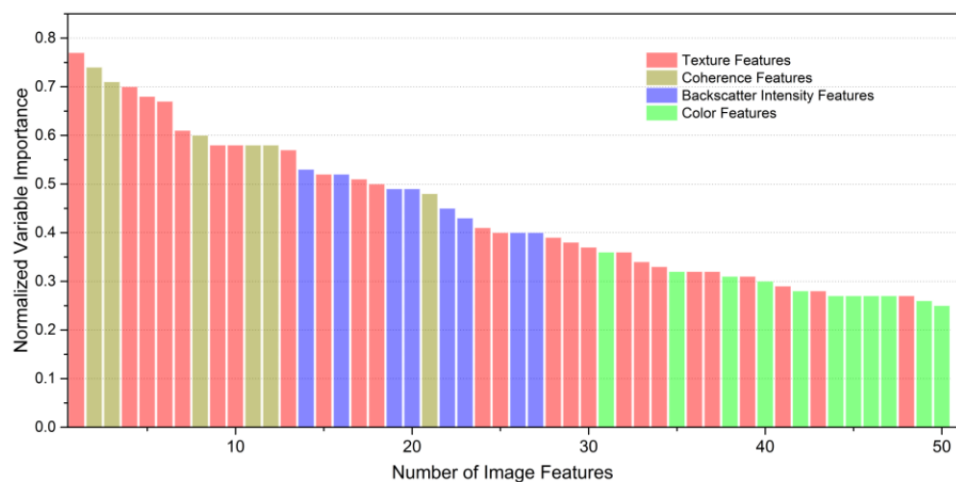 0.8
0.7
0.6
0.5
0.4
0.3
0.2
0.1
0.0
Normalized Variable Importance
Texture Features
Coherence Features
Backscatter Intensity Features
Color Features
10 20 30 40 50
Number of Image Features